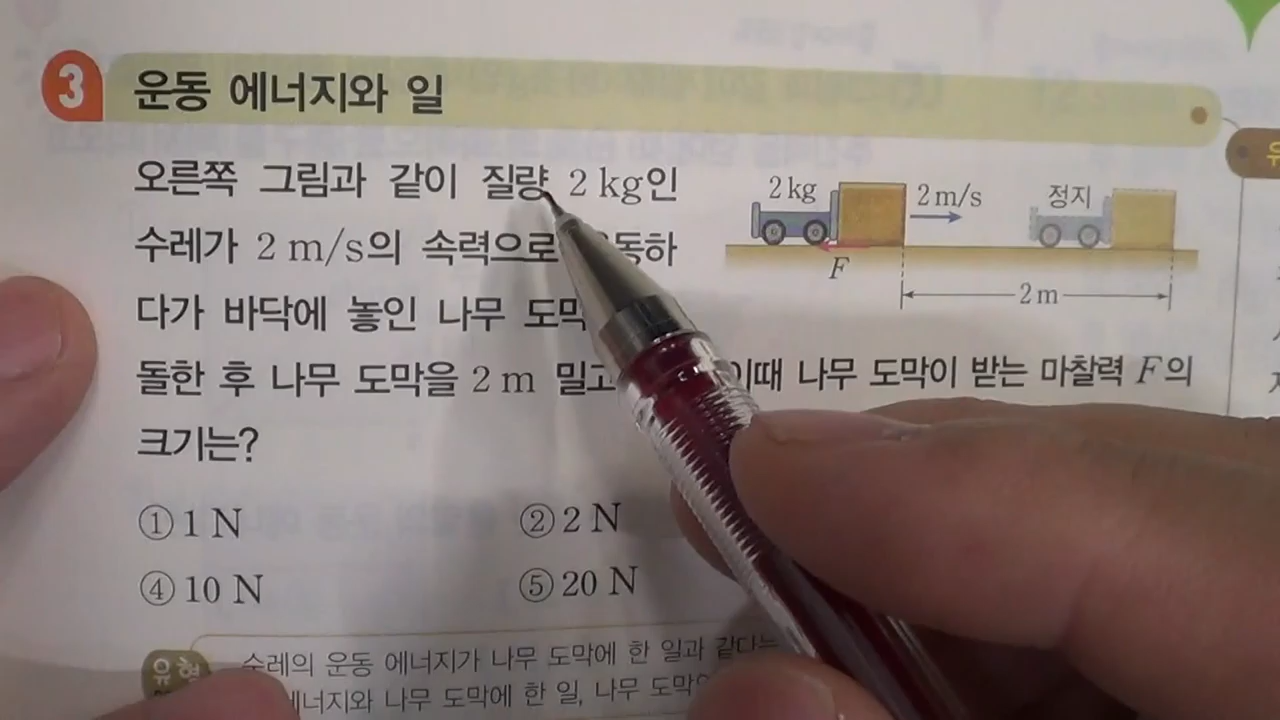 3 운동 에너지와 일
오른쪽 그림과 같이 질량 2 kg인
수레가 2 m/s의 속력으로
다가 바닥에 놓인 나무
돌한 후 나무 도막을 2 m 밀고 이때 나무 도막이 받는 마찰력 F의
크기는?
① 1 N ② 2 N
④ 10 N ⑤ 20 N
2 kg 2 m/s 정지
F
2 m
유형 수레의 운동 에너지가 나무 도막에 한 일과 같다는
에너지와 나무 도막에 한 일, 나무